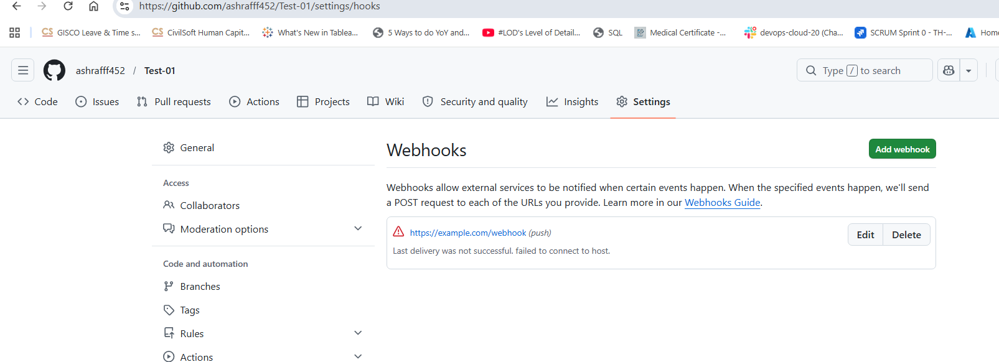 https://github.com/ashrafff452/Test-01/settings/hooks
GISCO Leave & Time s... CivilSoft Human Capit... What's New in Tablea... 5 Ways to do YoY and... #LOD's Level of Detail... SQL Medical Certificate -... devops-cloud-20 (Cha... SCRUM Sprint 0 - TH-... Home
ashrafff452 / Test-01 Type / to search
Code Issues Pull requests Actions Projects Wiki Security and quality Insights Settings
General
Access
Collaborators
Moderation options
Code and automation
Branches
Tags
Rules
Actions
Webhooks Add webhook
Webhooks allow external services to be notified when certain events happen. When the specified events happen, we'll send
a POST request to each of the URLs you provide. Learn more in our Webhooks Guide.
https://example.com/webhook (push) Edit Delete
Last delivery was not successful. failed to connect to host.